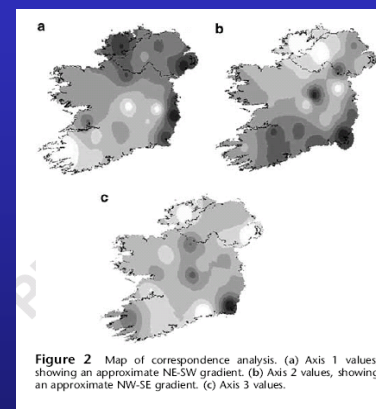 a
b
c
Figure 2 Map of correspondence analysis. (a) Axis 1 values,
showing an approximate NE-SW gradient. (b) Axis 2 values, showing
an approximate NW-SE gradient. (c) Axis 3 values.